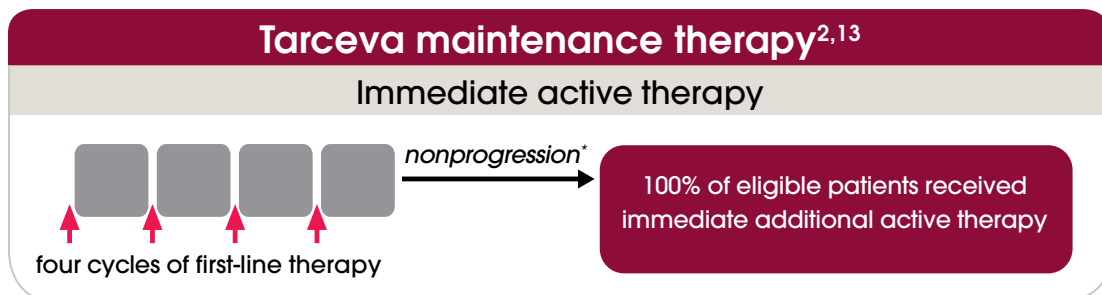 Tarceva maintenance therapy2,13
Immediate active therapy
nonprogression*
100% of eligible patients received
immediate additional active therapy
four cycles of first-line therapy